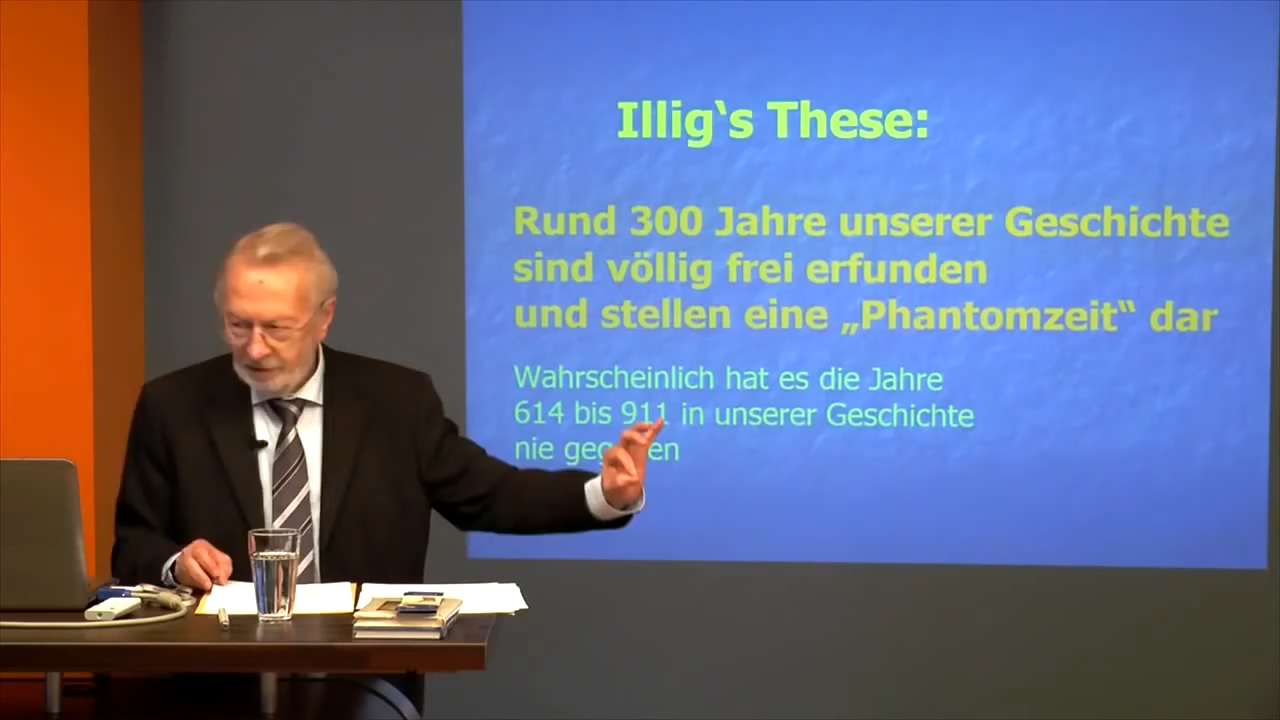 Illig‘s These:
Rund 300 Jahre unserer Geschichte
sind völlig frei erfunden
und stellen eine „Phantomzeit“ dar
Wahrscheinlich hat es die Jahre
614 bis 911 in unserer Geschichte
nie